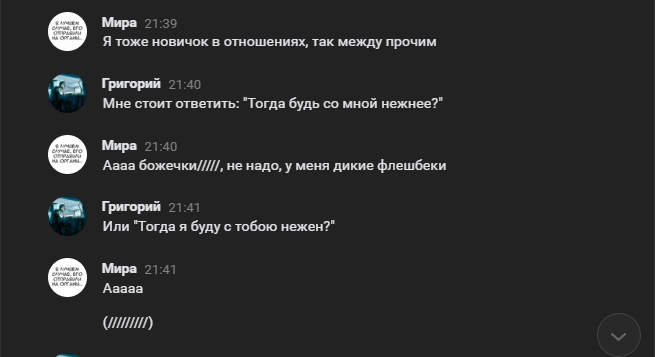 Мира 21:39
Я тоже новичок в отношениях, так между прочим
Григорий 21:40
Мне стоит ответить: "Тогда будь со мной нежнее?"
Мира 21:40
Аааа божечки/////, не надо, у меня дикие флешбеки
Григорий 21:41
Или "Тогда я буду с тобою нежен?"
Мира 21:41
Ааааа
(/////////)